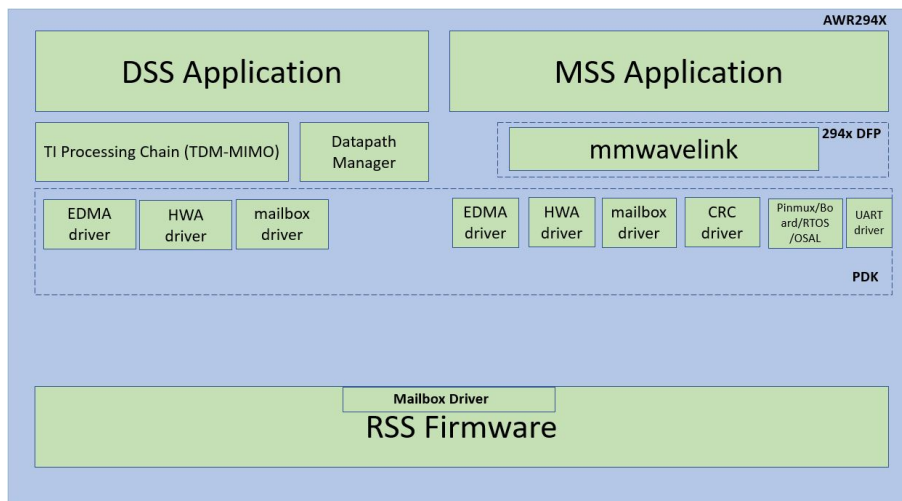 AWR294X
DSS Application
MSS Application
TI Processing Chain (TDM-MIMO)
Datapath
Manager
294x DFP
mmwavelink
EDMA
driver
HWA
driver
mailbox
driver
EDMA
driver
HWA
driver
mailbox
driver
CRC
driver
Pinmux/Bo
ard/RTOS
/OSAL
UART
driver
PDK
Mailbox Driver
RSS Firmware